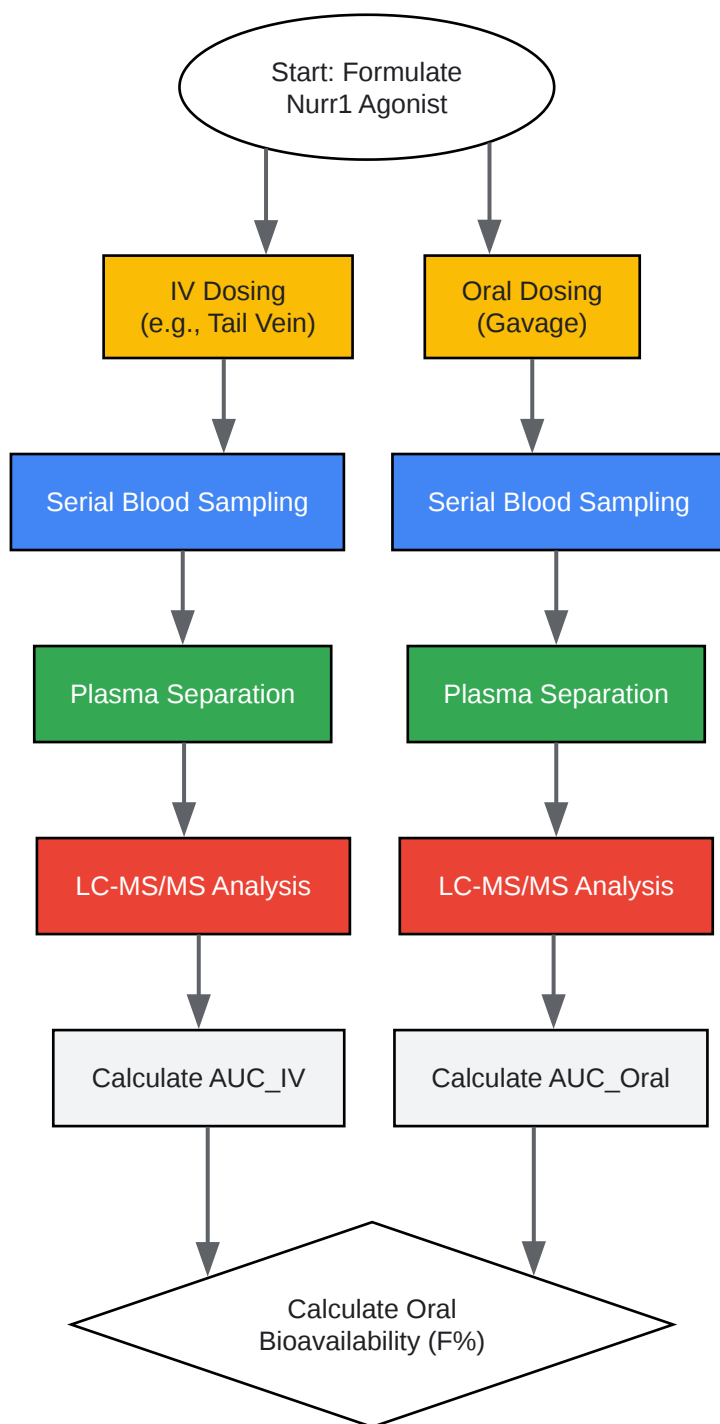 Start: Formulate
Nurr1 Agonist
IV Dosing
(e.g., Tail Vein)
Oral Dosing
(Gavage)
Serial Blood Sampling
Serial Blood Sampling
Plasma Separation
Plasma Separation
LC-MS/MS Analysis
LC-MS/MS Analysis
Calculate AUC_IV
Calculate AUC_Oral
Calculate Oral
Bioavailability (F%)